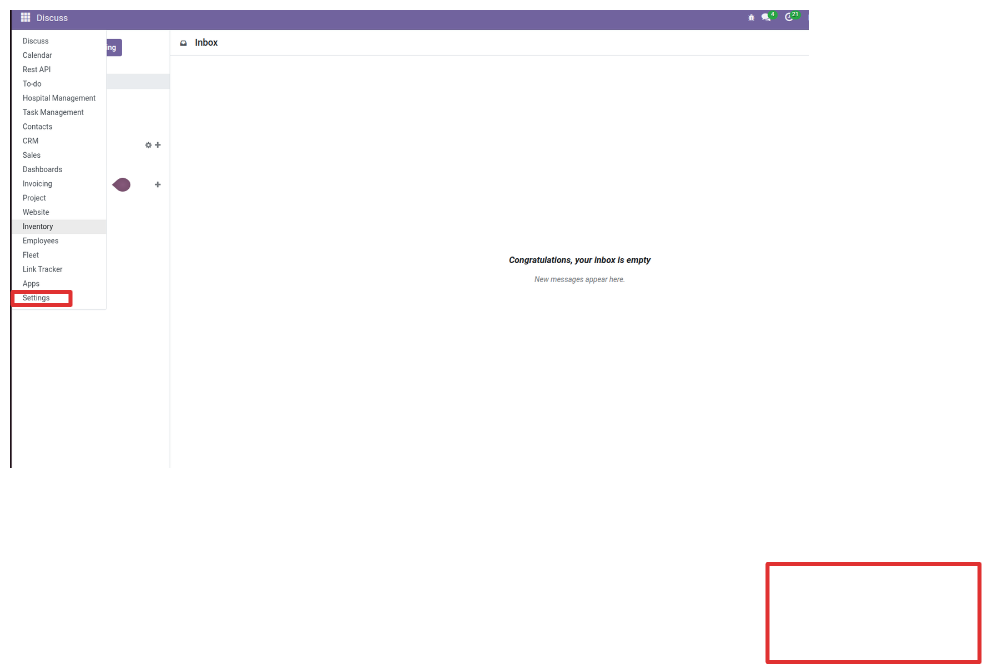 Discuss
4
21
Discuss
Calendar
Rest API
To-do
Hospital Management
Task Management
Contacts
CRM
Sales
Dashboards
Invoicing
Project
Website
Inventory
Employees
Fleet
Link Tracker
Apps
Settings
ing
Inbox
Congratulations, your inbox is empty
New messages appear here.